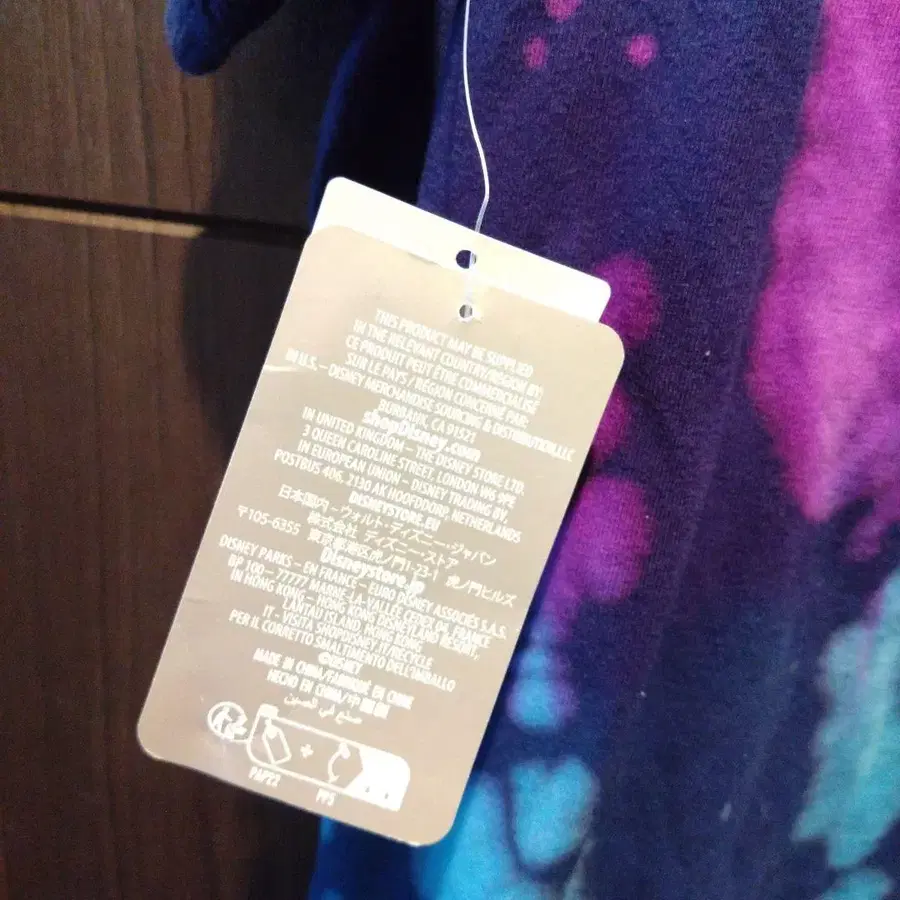 THIS PRODUCT MAY BE SUPPLIED
IN THE RELEVANT COUNTRY/REGION BY:
CE PRODUIT PEUT ÊTRE COMMERCIALISÉ
SUR LE PAYS / RÉGION CONCERNÉ PAR:
IN U.S. – DISNEY MERCHANDISE SOURCING & DISTRIBUTION, LLC
BURBANK, CA 91521
shopDisney.com
IN UNITED KINGDOM – THE DISNEY STORE LTD.
3 QUEEN CAROLINE STREET, LONDON W6 9PE
IN EUROPEAN UNION – DISNEY TRADING BV,
POSTBUS 406, 2130 AK HOOFDDORP, NETHERLANDS
DISNEYSTORE.EU
日本国内 – ウォルト・ディズニー・ジャパン
株式会社 ディズニー・ストア
〒105-6355 東京都港区虎ノ門1-23-1 虎ノ門ヒルズ
Disneystore.jp
DISNEY PARKS – EN FRANCE – EURO DISNEY ASSOCIÉS S.A.S.
BP 100– 77777 MARNE-LA-VALLÉE CEDEX 04, FRANCE
IN HONG KONG – HONG KONG DISNEYLAND RESORT,
LANTAU ISLAND, HONG KONG
IT - VISITA SHOPDISNEY.IT/RECYCLE
PER IL CORRETTO SMALTIMENTO DELL'IMBALLO
©DISNEY
MADE IN CHINA/FABRIQUÉ EN CHINE
HECHO EN CHINA/中国製
صنع في الصين
PAP22
+
PP5